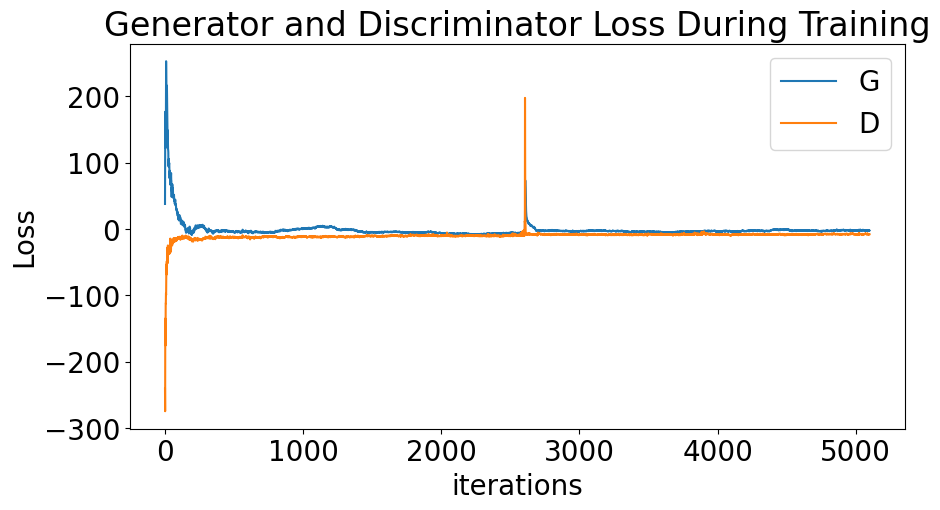 Generator and Discriminator Loss During Training
G
D
Loss
200
100
0
−100
−200
−300
0 1000 2000 3000 4000 5000
iterations